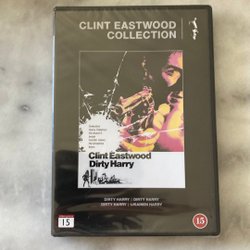 CLINT EASTWOOD
COLLECTION
Clint Eastwood
Dirty Harry
DIRTY HARRY | DIRTY HARRY
DIRTY HARRY | LIKAINEN HARRY
15
15